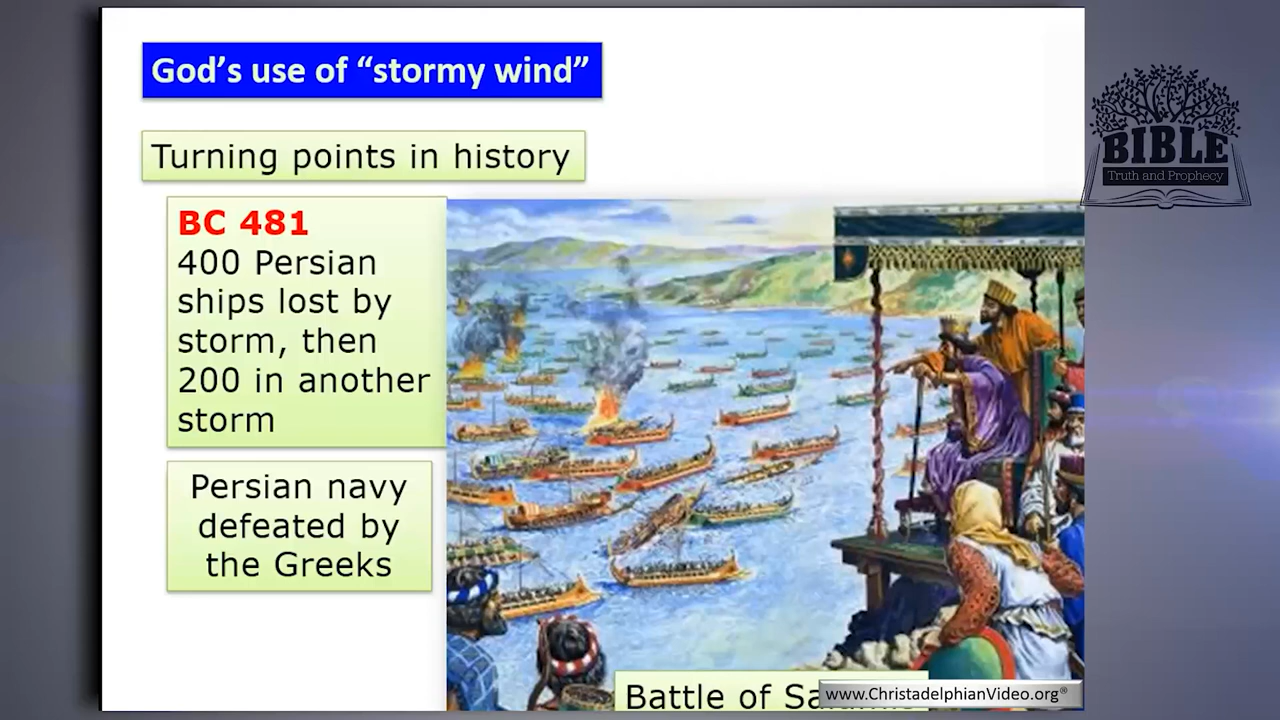 God’s use of “stormy wind”
Turning points in history
BC 481
400 Persian
ships lost by
storm, then
200 in another
storm
Persian navy
defeated by
the Greeks
Battle of
www.ChristadelphianVideo.org®
BIBLE
Truth and Prophecy